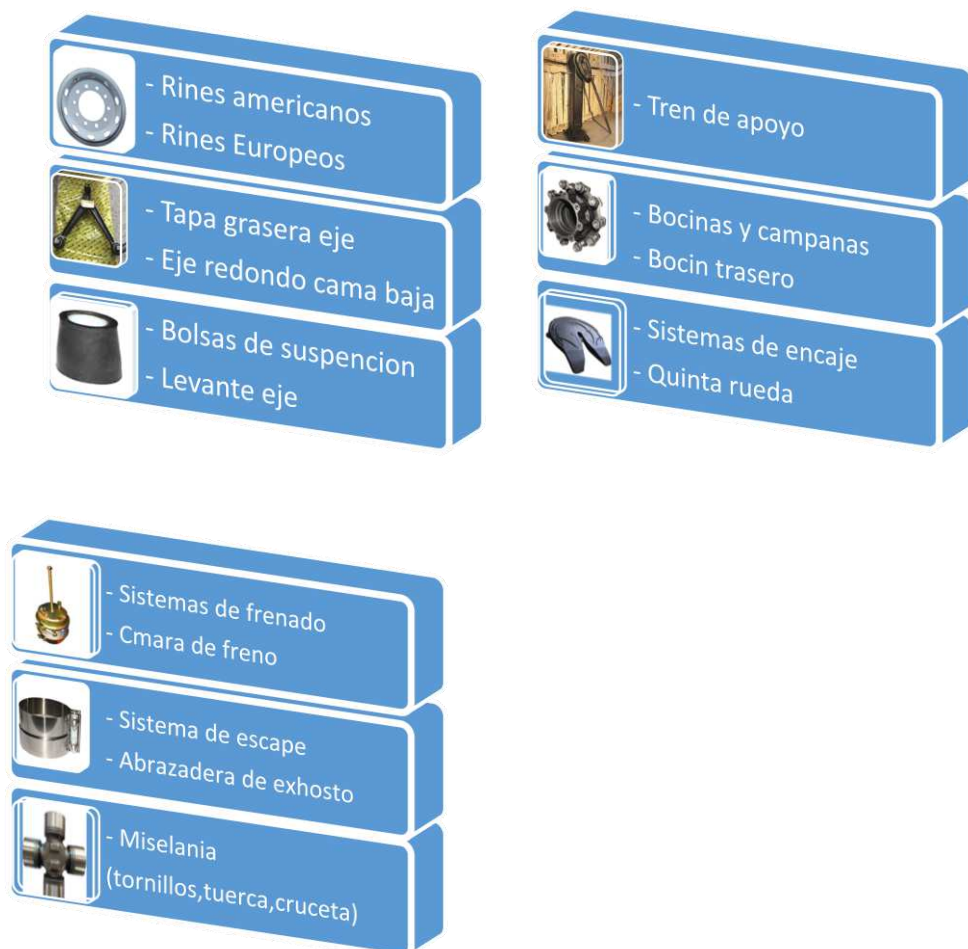 - Rines americanos
- Rines Europeos
- Tapa grasera eje
- Eje redondo cama baja
- Bolsas de suspencion
- Levante eje
- Tren de apoyo
- Bocinas y campanas
- Bocin trasero
- Sistemas de encaje
- Quinta rueda
- Sistemas de frenado
- Cmara de freno
- Sistema de escape
- Abrazadera de exhosto
- Miselania
(tornillos,tuerca,cruceta)